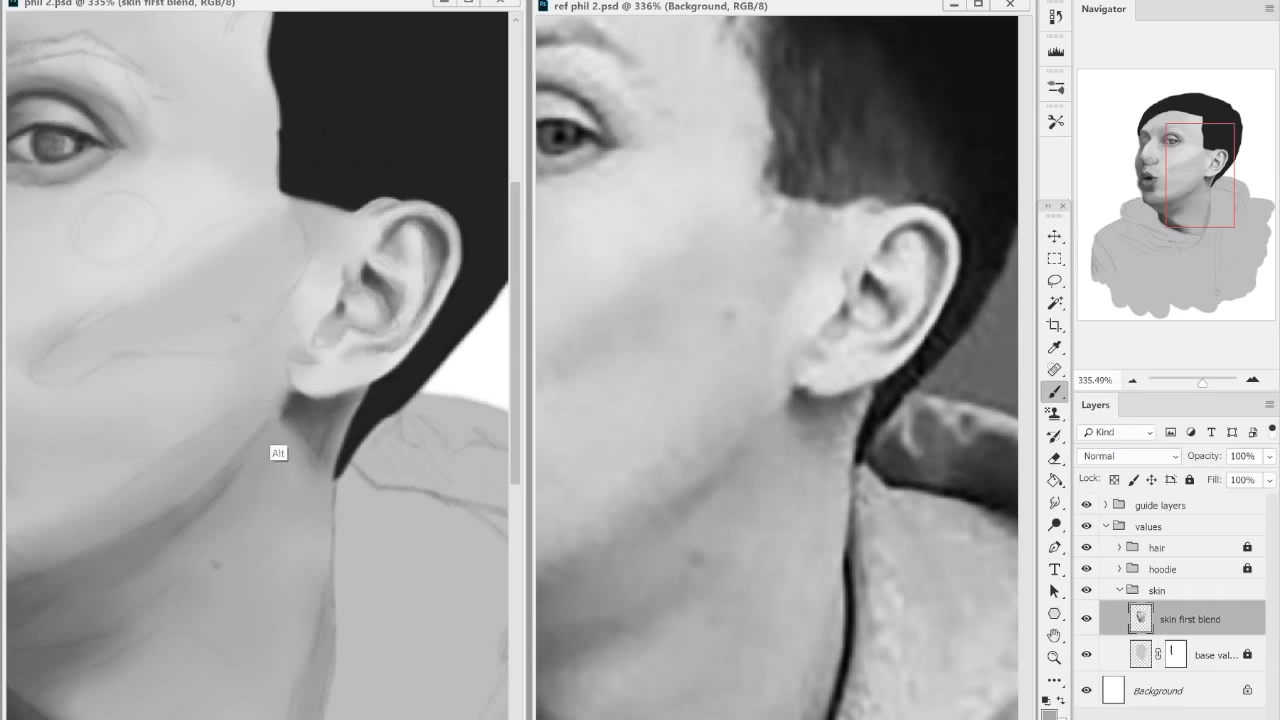 phil 2.psd @ 335% (skin first blend, RGB/8)
ref phil 2.psd @ 336% (Background, RGB/8)
Navigator
Alt
335.49%
Layers
Kind
Normal
Opacity: 100%
Lock:
Fill: 100%
guide layers
values
hair
hoodie
skin
skin first blend
base val...
Background